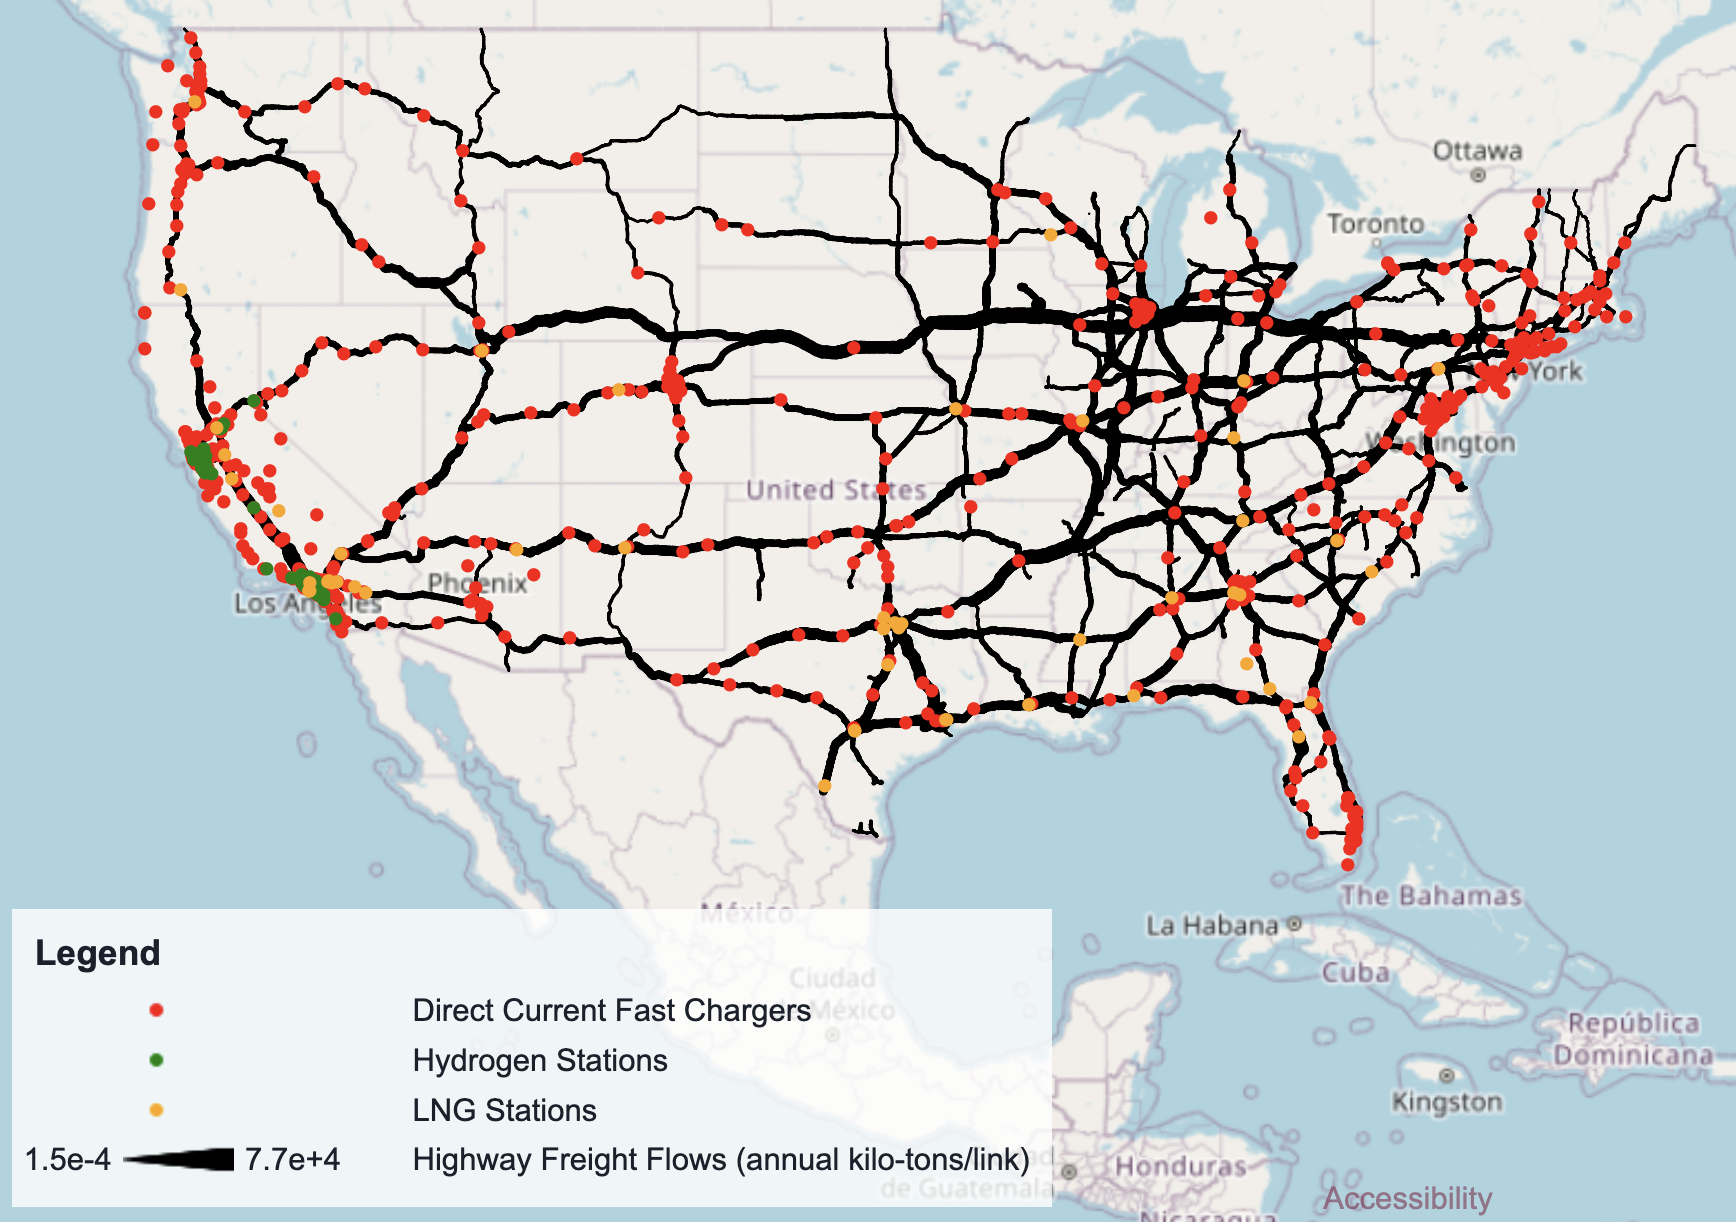 Ottawa
Toronto
York
Washington
United States
Phoenix
Los Angeles
The Bahamas
México
La Habana
Cuba
Ciudad
México
República
Dominicana
Kingston
Honduras
de Guatemala
Accessibility
Nicaragua
Legend
Direct Current Fast Chargers
Hydrogen Stations
LNG Stations
1.5e-4 7.7e+4 Highway Freight Flows (annual kilo-tons/link)